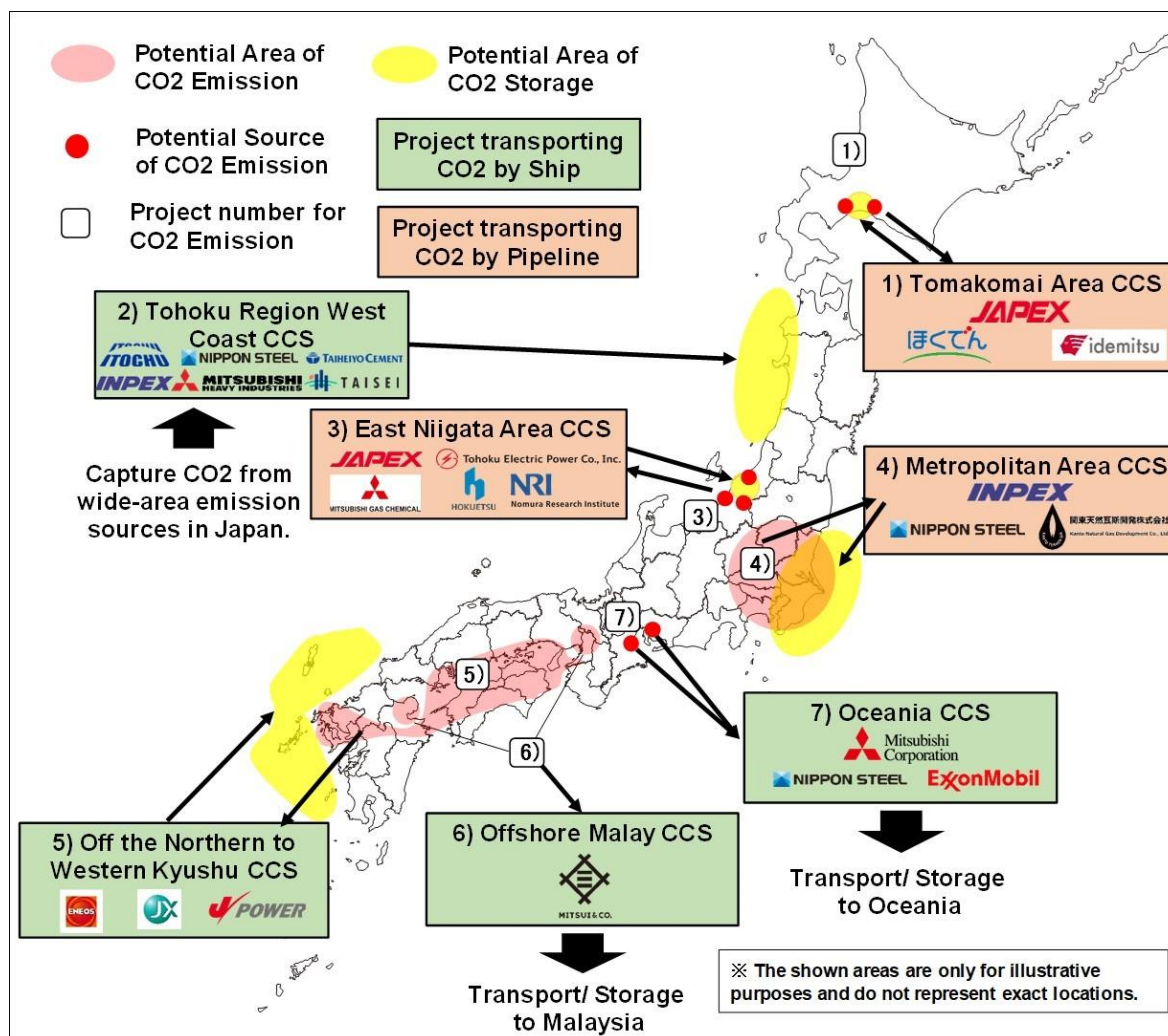 Potential Area of
CO2 Emission
Potential Area of
CO2 Storage
Potential Source
of CO2 Emission
Project transporting
CO2 by Ship
Project number for
CO2 Emission
Project transporting
CO2 by Pipeline
1)
1) Tomakomai Area CCS
JAPEX
ほくでん
idemitsu
2) Tohoku Region West
Coast CCS
ITOCHU
ITOCHU
NIPPON STEEL
TAIHEIYO CEMENT
INPEX
MITSUBISHI
HEAVY INDUSTRIES
TAISEI
Capture CO2 from
wide-area emission
sources in Japan.
3) East Niigata Area CCS
JAPEX
Tohoku Electric Power Co., Inc.
MITSUBISHI GAS CHEMICAL
HOKUETSU
NRI
Nomura Research Institute
3)
4) Metropolitan Area CCS
INPEX
NIPPON STEEL
関東天然瓦斯開発株式会社
Kanto Natural Gas Development Co., Ltd.
4)
7)
5)
6)
7) Oceania CCS
Mitsubishi
Corporation
NIPPON STEEL
ExxonMobil
Transport/ Storage
to Oceania
5) Off the Northern to
Western Kyushu CCS
ENEOS
JX
J POWER
6) Offshore Malay CCS
MITSUI & CO.
Transport/ Storage
to Malaysia
※ The shown areas are only for illustrative
purposes and do not represent exact locations.